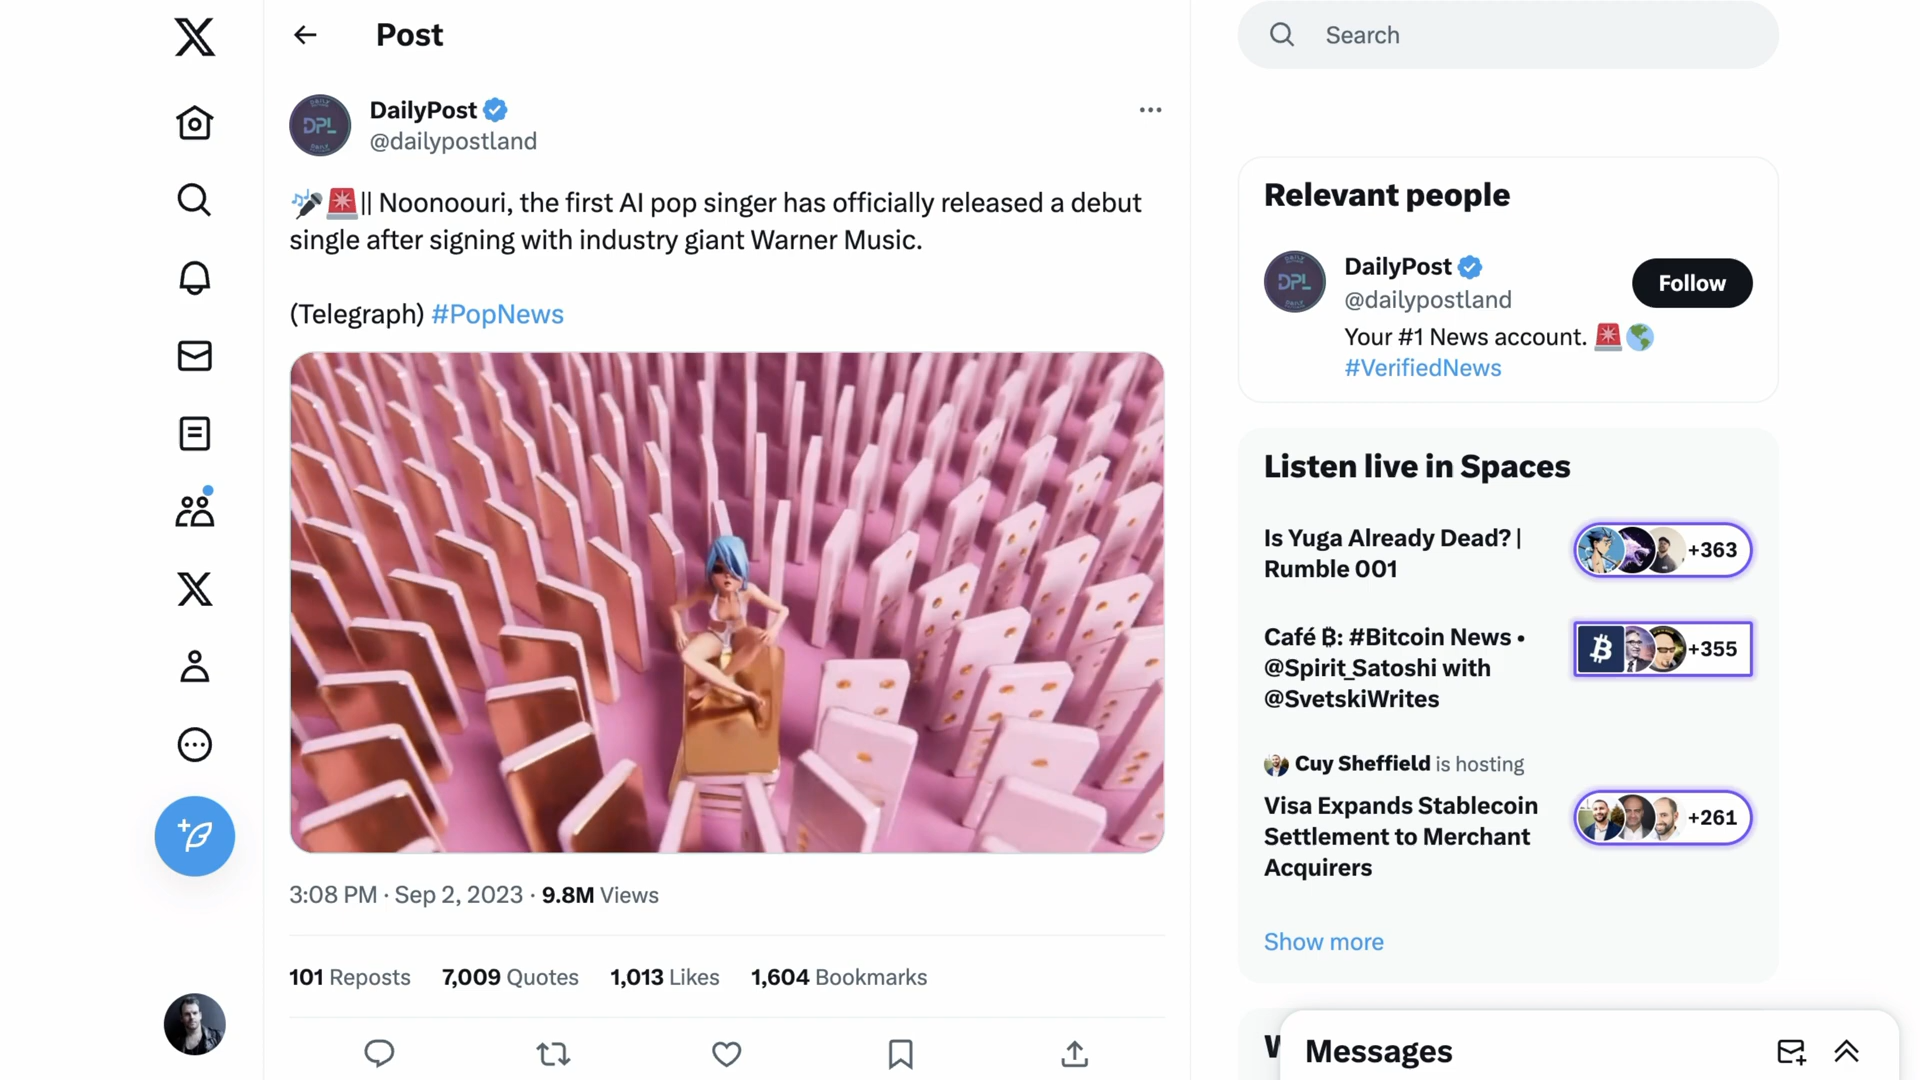 Post
Search
DailyPost
@dailypostland
DPL
🎤🚨|| Noonoouri, the first AI pop singer has officially released a debut
single after signing with industry giant Warner Music.
(Telegraph) #PopNews
3:08 PM · Sep 2, 2023 · 9.8M Views
101 Reposts 7,009 Quotes 1,013 Likes 1,604 Bookmarks
Relevant people
DPL
DailyPost
@dailypostland
Follow
Your #1 News account. 🚨🌎
#VerifiedNews
Listen live in Spaces
Is Yuga Already Dead? |
Rumble 001
+363
Café ₿: #Bitcoin News •
@Spirit_Satoshi with
@SvetskiWrites
+355
Cuy Sheffield is hosting
Visa Expands Stablecoin
Settlement to Merchant
Acquirers
+261
Show more
Messages